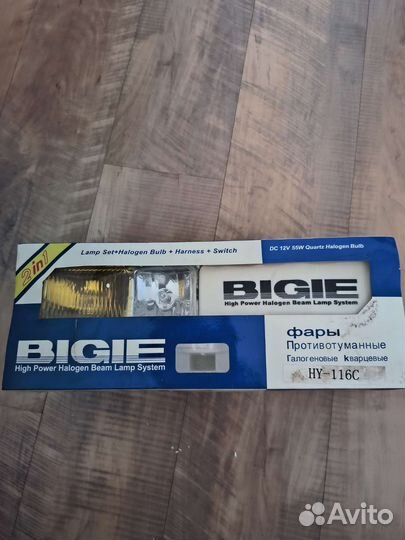 2 in 1
Lamp Set+Halogen Bulb + Harness + Switch
DC 12V 55W Quartz Halogen Bulb
BIGIE
High Power Halogen Beam Lamp System
BIGIE
High Power Halogen Beam Lamp System
фары
Противотуманные
Галогеновые кварцевые
HY-116C
Avito